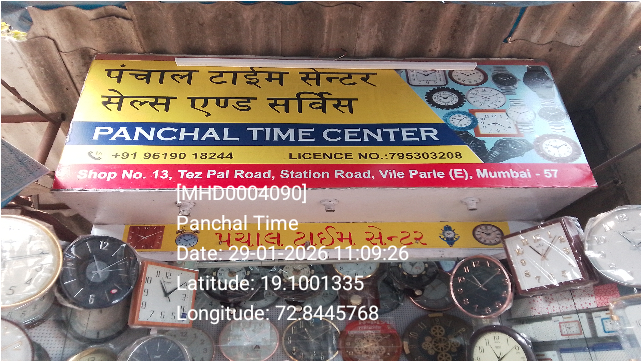 पंचाल टाईम सेन्टर
सेल्स एण्ड सर्विस
PANCHAL TIME CENTER
+91 96190 18244 LICENCE NO.:795303208
Shop No. 13, Tez Pal Road, Station Road, Vile Parle (E), Mumbai - 57
[MHD0004090]
Panchal Time
પંચાલ ટાઈમ સેન્ટર
Date: 29-01-2026 11:09:26
Latitude: 19.1001335
Longitude: 72.8445768